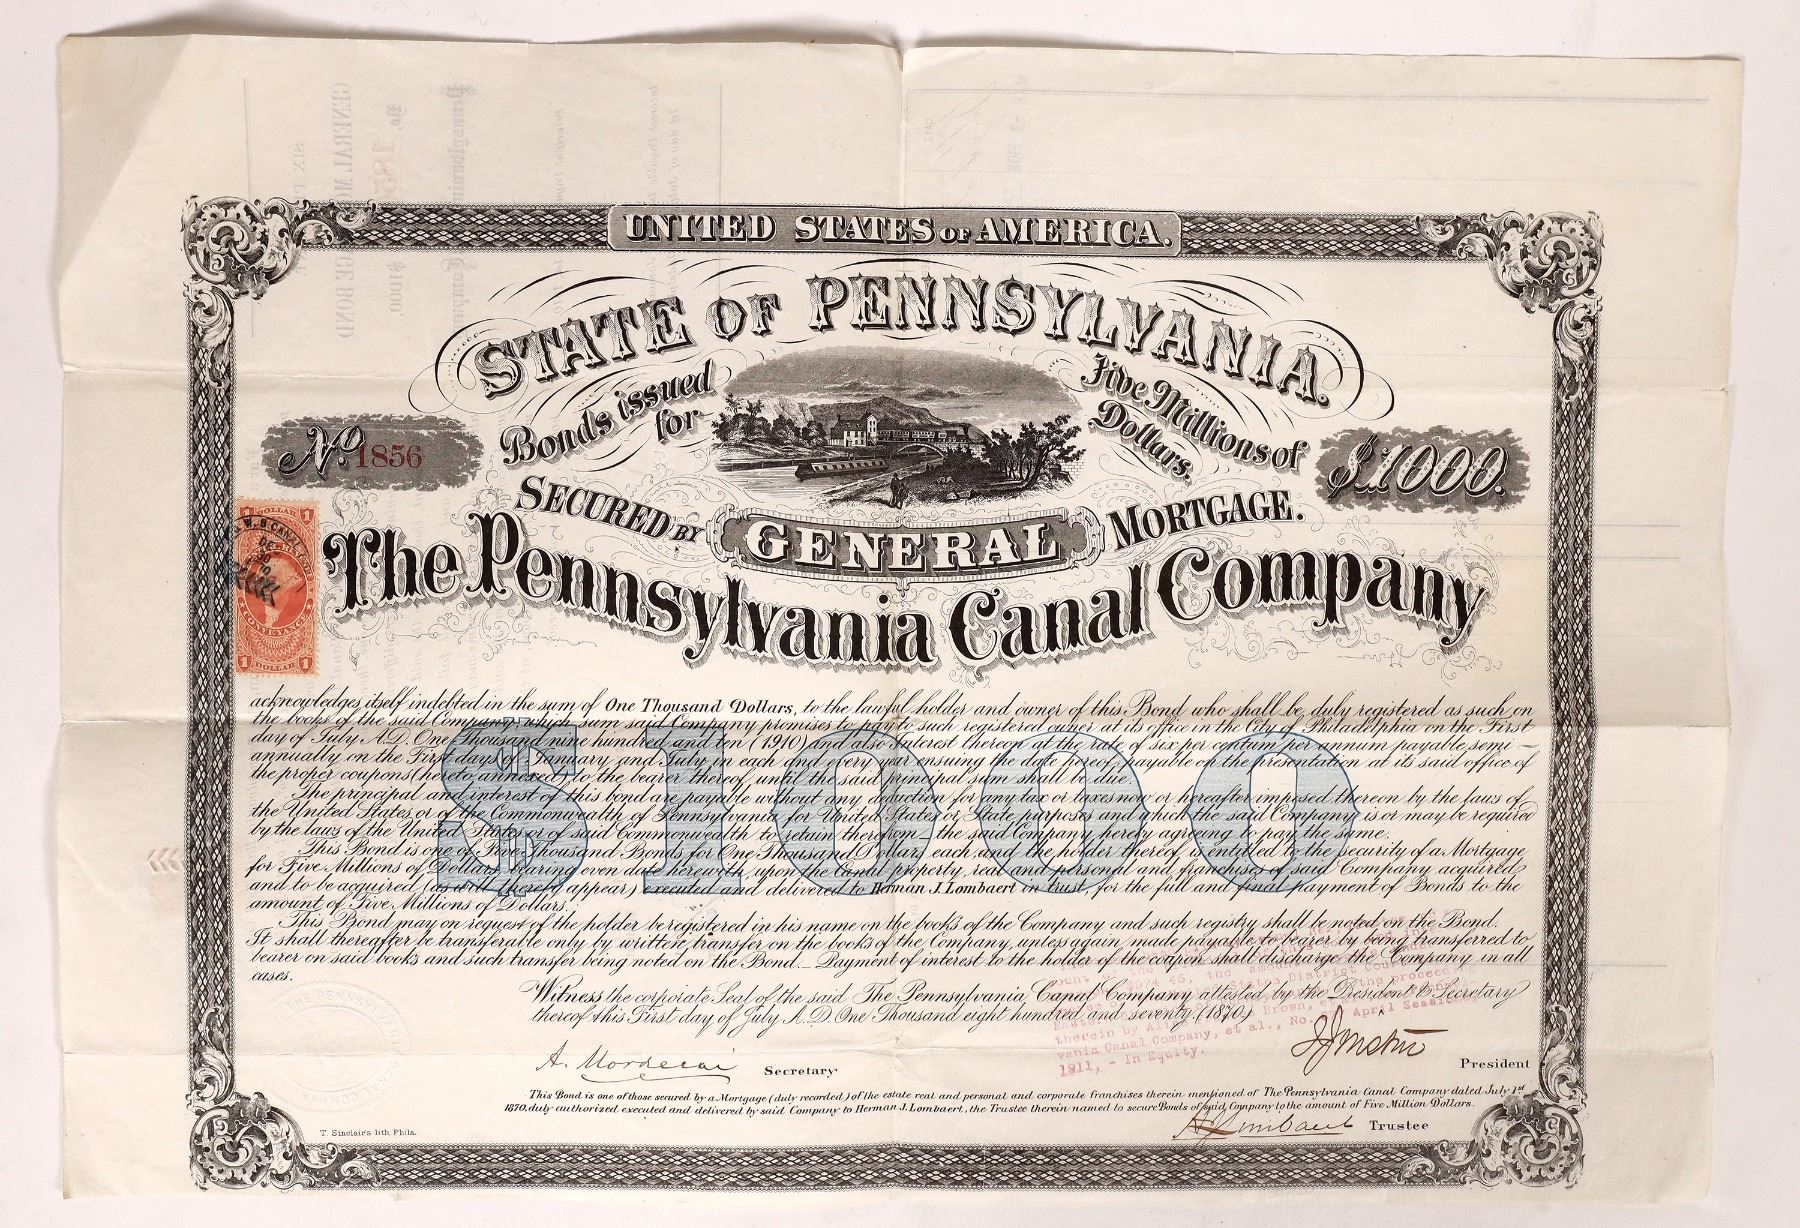 UNITED STATES OF AMERICA.
STATE OF PENNSYLVANIA.
Bonds issued for
Five Millions of Dollars.
No. 1856
$1000.
SECURED BY GENERAL MORTGAGE.
The Pennsylvania Canal Company
acknowledges itself indebted in the sum of One Thousand Dollars, to the lawful holder and owner of this Bond who shall be duly registered as such on
the books of the said Company, which sum said Company promises to pay to such registered owner at its office in the City of Philadelphia on the First
day of July A.D. One Thousand nine hundred and ten (1910) and also Interest thereon at the rate of six per centum per annum payable semi-
annually on the First days of January and July in each and every year ensuing the date hereof, payable on the presentation at its said office of
the proper coupons (hereto annexed), to the bearer thereof, until the said principal sum shall be due.
The principal and interest of this bond are payable without any deduction for any tax or taxes now or hereafter imposed thereon by the laws of
the United States or of the Commonwealth of Pennsylvania for United States or State purposes and which the said Company is or may be required
by the laws of the United States or of said Commonwealth to retain therefrom – the said Company hereby agreeing to pay the same.
This Bond is one of Five Thousand Bonds for One Thousand Dollars each, and the holder thereof, is entitled to the security of a Mortgage
for Five Millions of Dollars bearing even date herewith, upon the Canal property, real and personal and franchises of said Company acquired
and to be acquired (as will thereby appear) executed and delivered to Herman J. Lombaert in trust, for the full and final payment of Bonds to the
amount of Five Millions of Dollars.
This Bond may on request of the holder be registered in his name on the books of the Company and such registry shall be noted on the Bond.
It shall thereafter be transferable only by written transfer on the books of the Company, unless again made payable to bearer by being transferred to
bearer on said books and such transfer being noted on the Bond. – Payment of interest to the holder of the coupon shall discharge the Company in all
cases.
$1000
Witness the corporate Seal of the said The Pennsylvania Canal Company attested by the President & Secretary
thereof this First day of July A.D. One Thousand eight hundred and seventy (1870)
therein by
vania Canal Company, et al., No. April Session
1911, - In Equity.
A. Mordecai Secretary
President
This Bond is one of those secured by a Mortgage (duly recorded) of the estate real and personal and corporate franchises therein mentioned of The Pennsylvania Canal Company dated July 1st
1870. duly authorized executed and delivered by said Company to Herman J. Lombaert, the Trustee therein named to secure Bonds of said Company to the amount of Five Million Dollars.
H J Lombaert Trustee
T. Sinclair's lith, Phila.
1 DOLLAR 1
CONVEYANCE
1 DOLLAR 1